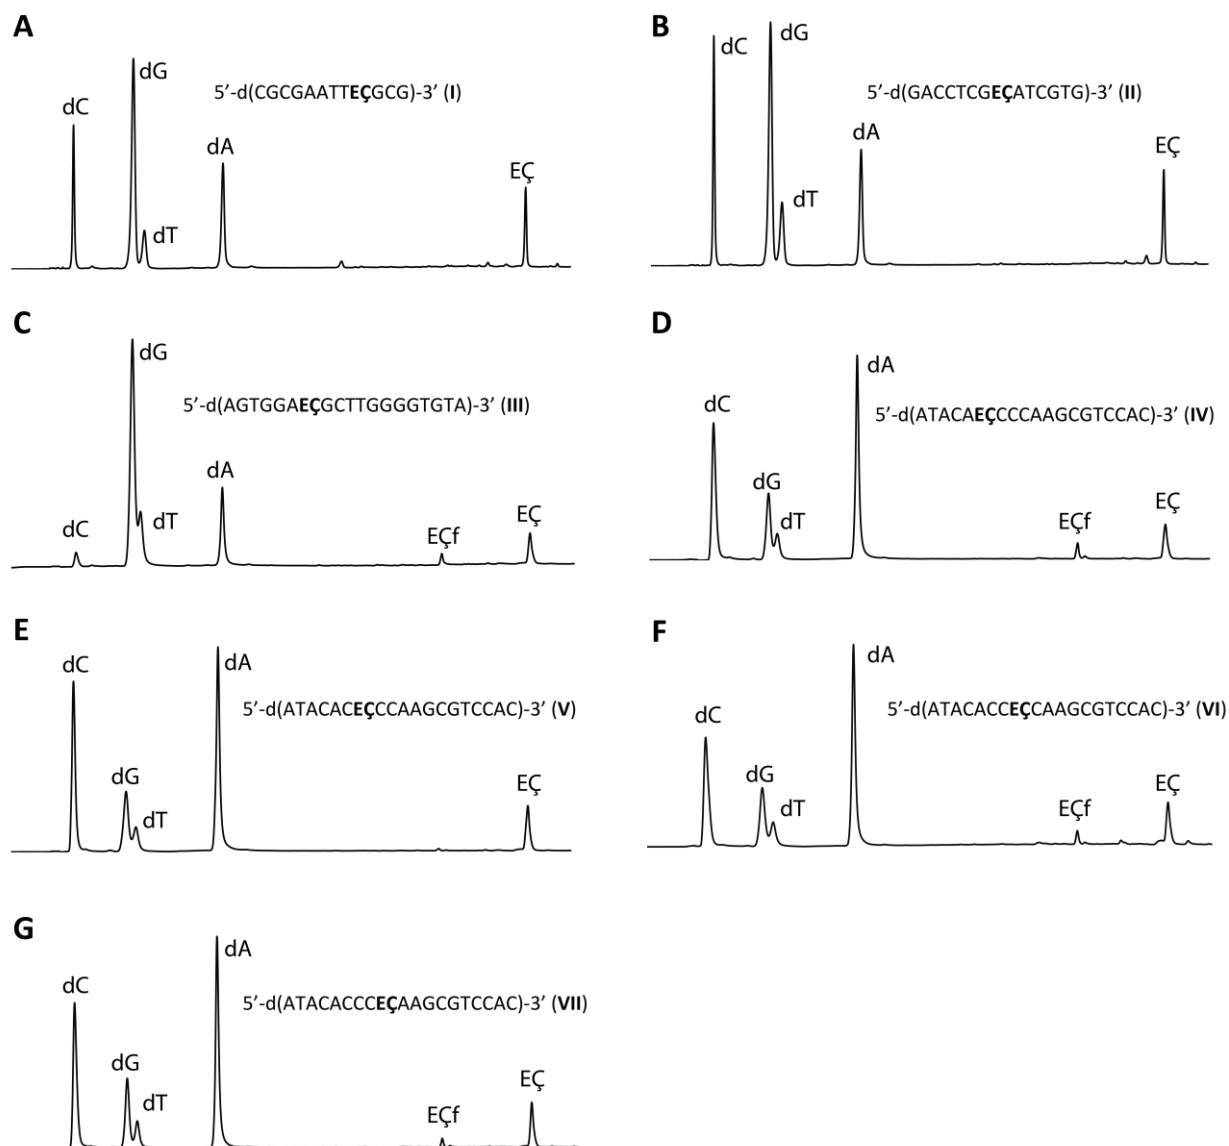 A
dC
dG
dT
5'-d(CGCGAATTEÇGCG)-3' (I)
dA
EÇ
B
dC
dG
dT
5'-d(GACCTCGEÇATCGTG)-3' (II)
dA
EÇ
C
dG
5'-d(AGTGGAEÇGCTTGGGGTGTA)-3' (III)
dA
dC
dT
EÇf
EÇ
D
dA
dC
5'-d(ATACAEÇCCCAAGCGTCCAC)-3' (IV)
dG
dT
EÇf
EÇ
E
dC
dA
5'-d(ATACACEÇCCAAGCGTCCAC)-3' (V)
dG
dT
EÇ
F
dA
dC
5'-d(ATACACCEÇCAAGCGTCCAC)-3' (VI)
dG
dT
EÇf
EÇ
G
dA
dC
5'-d(ATACACCCEÇAAGCGTCCAC)-3' (VII)
dG
dT
EÇf
EÇ